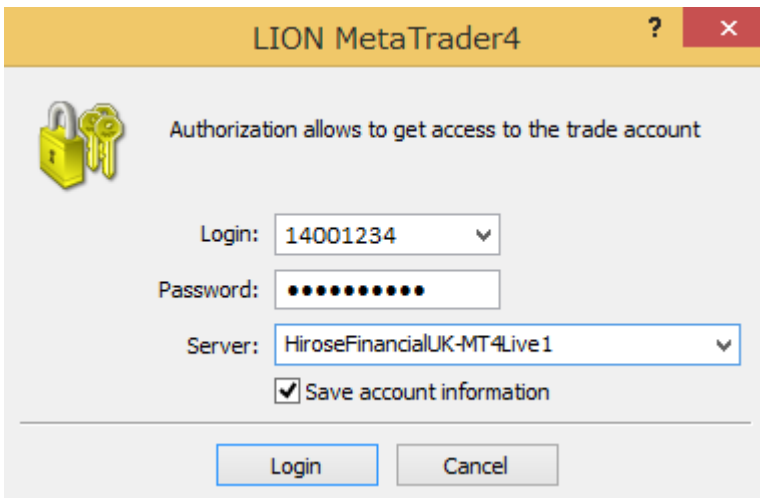 LION MetaTrader4
?
Authorization allows to get access to the trade account
Login: 14001234
Password: ●●●●●●●●●●
Server: HiroseFinancialUK-MT4Live1
Save account information
Login Cancel